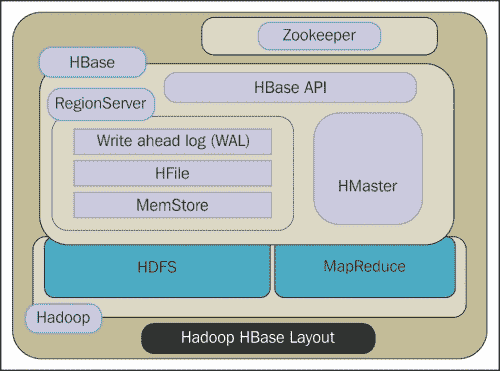 Zookeeper
HBase
HBase API
RegionServer
Write ahead log (WAL)
HFile
MemStore
HMaster
HDFS
MapReduce
Hadoop
Hadoop HBase Layout